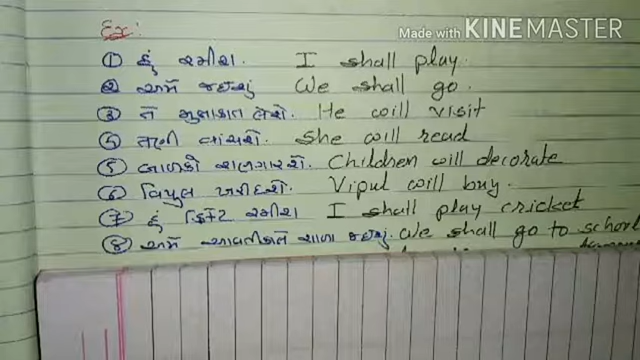 Ex:
Made with KINEMASTER
① હું રમીશ. I shall play.
② અમે જઇશું We shall go.
③ તે મુલાકાત લેશે. He will visit
④ તેણી વાંચશે. She will read
⑤ બાળકો શણગારશે. Children will decorate
⑥ વિપુલ ખરીદશે. Vipul will buy.
⑦ હું ક્રિકેટ રમીશ I shall play cricket
⑧ અમે આવતીકાલે શાળા જઇશું. We shall go to school